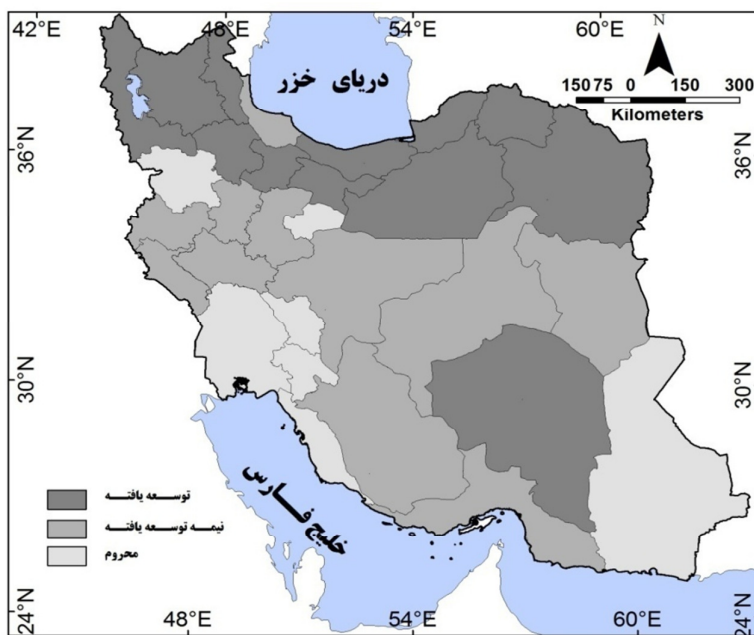 42°E 48°E 54°E 60°E
N
دریای خزر
150 75 0 150 300
Kilometers
36°N 36°N
30°N 30°N
توسعه یافته
نیمه توسعه یافته
محروم
خلیج فارس
24°N 24°N
48°E 54°E 60°E